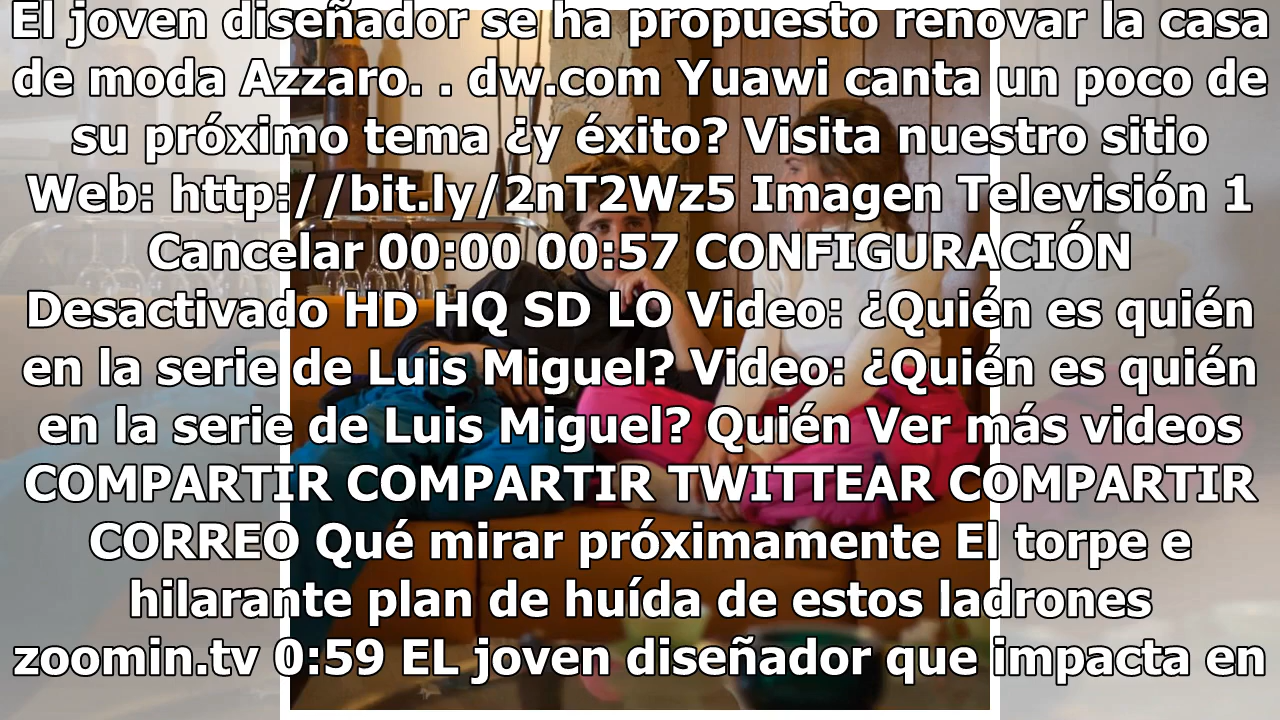 El joven diseñador se ha propuesto renovar la casa
de moda Azzaro. . dw.com Yuawi canta un poco de
su próximo tema ¿y éxito? Visita nuestro sitio
Web: http://bit.ly/2nT2Wz5 Imagen Televisión 1
Cancelar 00:00 00:57 CONFIGURACIÓN
Desactivado HD HQ SD LO Video: ¿Quién es quién
en la serie de Luis Miguel? Video: ¿Quién es quién
en la serie de Luis Miguel? Quién Ver más videos
COMPARTIR COMPARTIR TWITTEAR COMPARTIR
CORREO Qué mirar próximamente El torpe e
hilarante plan de huída de estos ladrones
zoomin.tv 0:59 EL joven diseñador que impacta en